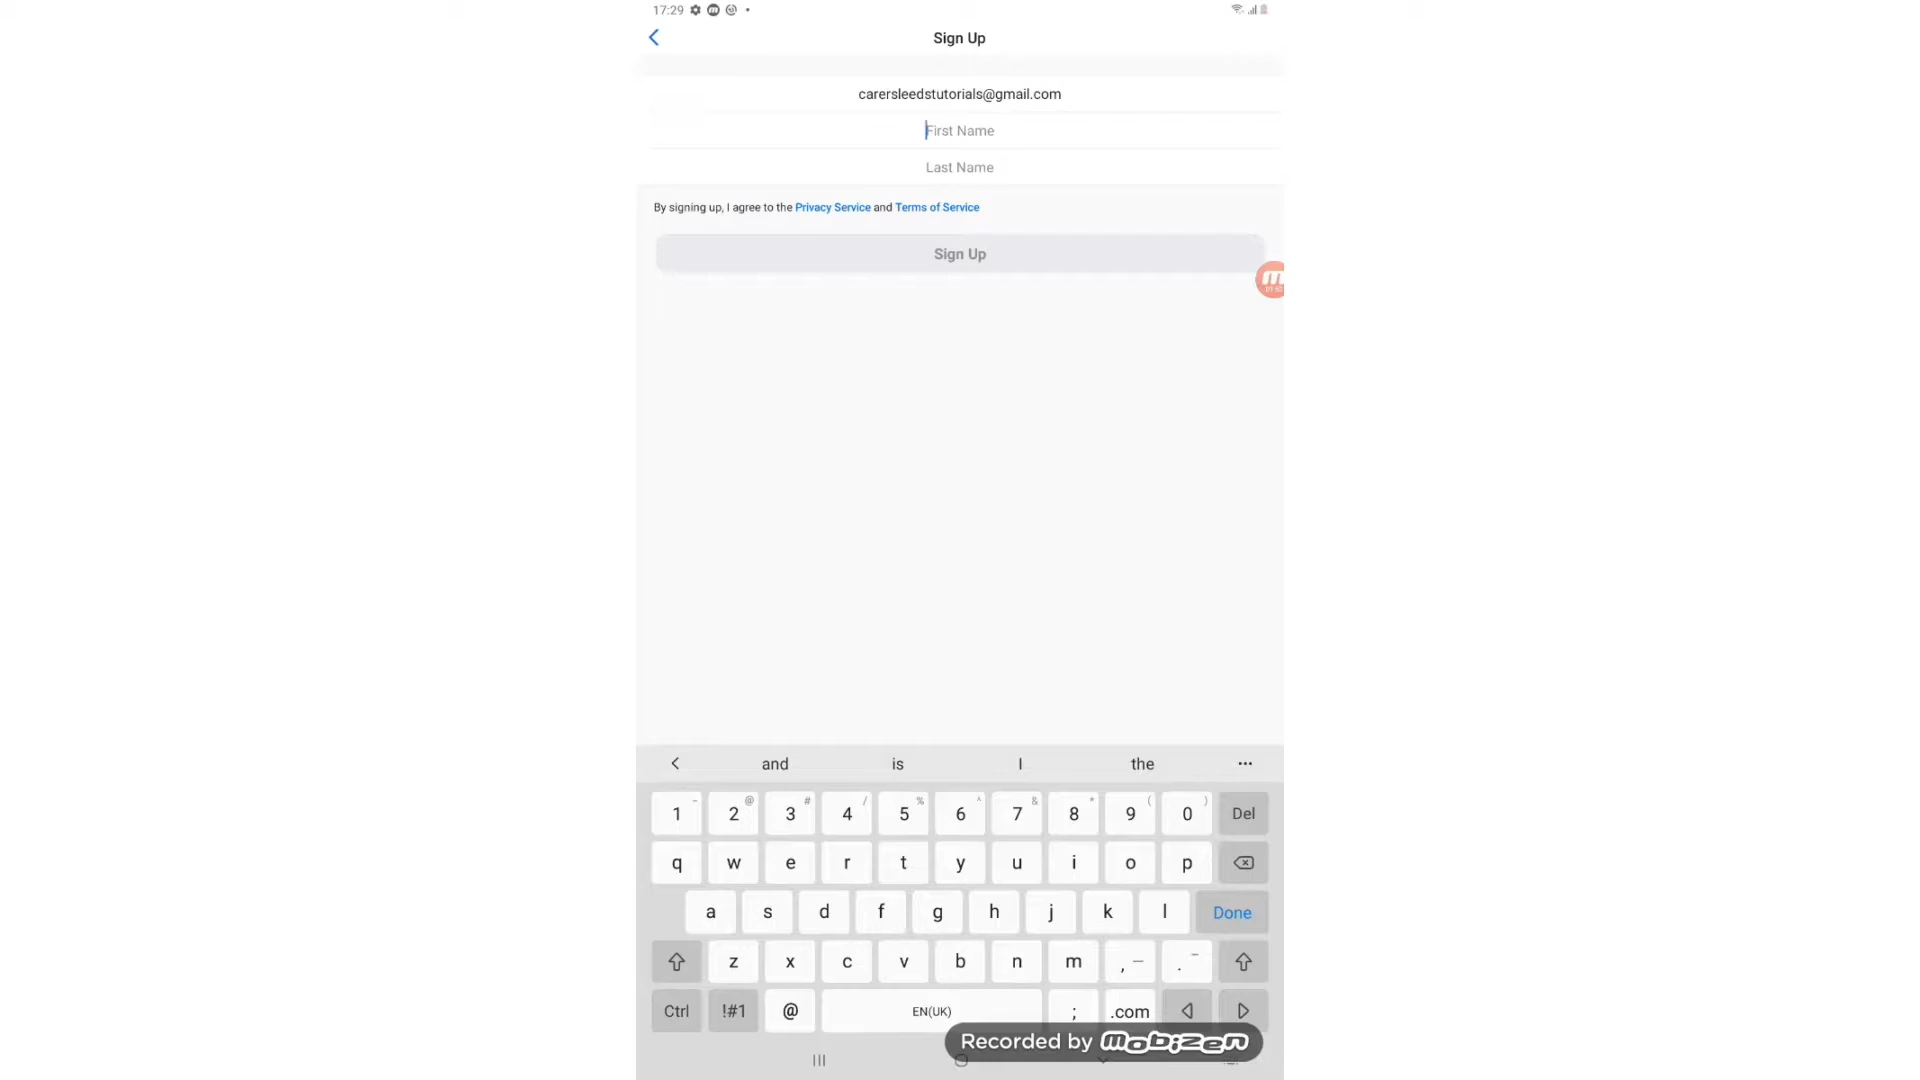 17:29
Sign Up
carersleedstutorials@gmail.com
First Name
Last Name
By signing up, I agree to the Privacy Service and Terms of Service
Sign Up
and is I the
1 2 3 4 5 6 7 8 9 0 Del
q w e r t y u i o p
a s d f g h j k l Done
z x c v b n m , .
Ctrl !#1 @ EN(UK) ; .com
Recorded by mobizen